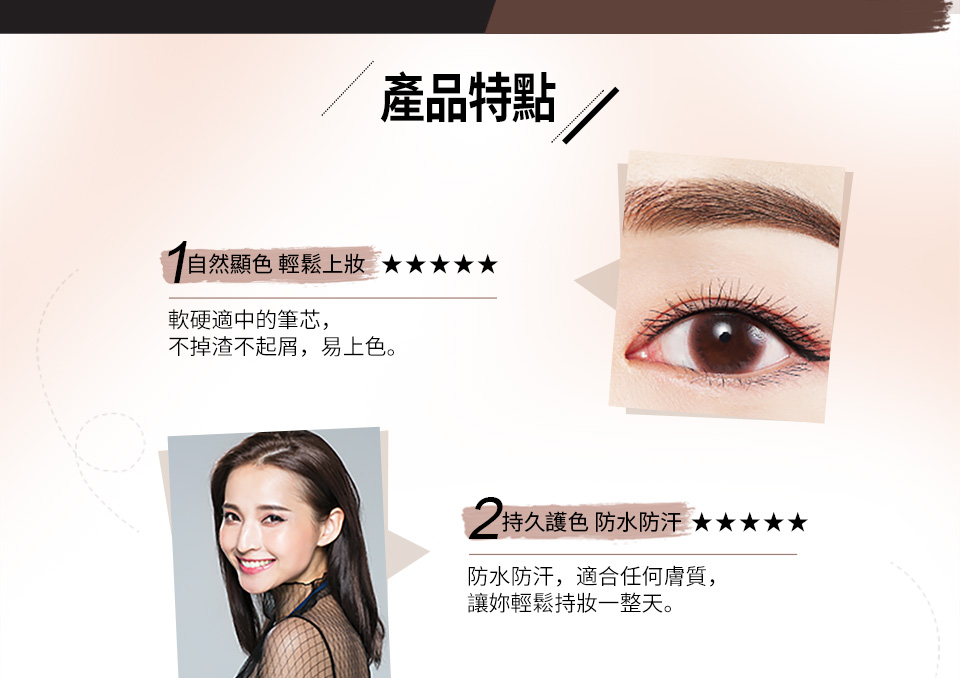 產品特點
1自然顯色 輕鬆上妝 ★★★★★
軟硬適中的筆芯，
不掉渣不起屑，易上色。
2持久護色 防水防汗 ★★★★★
防水防汗，適合任何膚質，
讓妳輕鬆持妝一整天。